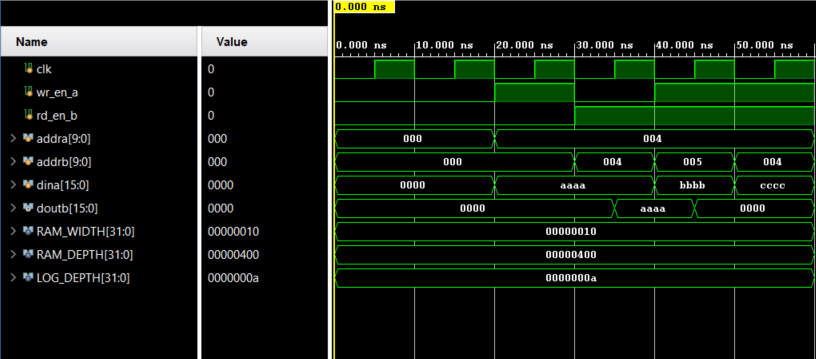 0.000 ns
Name Value
0.000 ns 10.000 ns 20.000 ns 30.000 ns 40.000 ns 50.000 ns
clk 0
wr_en_a 0
rd_en_b 0
addra[9:0] 000 000 004
addrb[9:0] 000 000 004 005 004
dina[15:0] 0000 0000 aaaa bbbb cccc
doutb[15:0] 0000 0000 aaaa 0000
RAM_WIDTH[31:0] 00000010 00000010
RAM_DEPTH[31:0] 00000400 00000400
LOG_DEPTH[31:0] 0000000a 0000000a